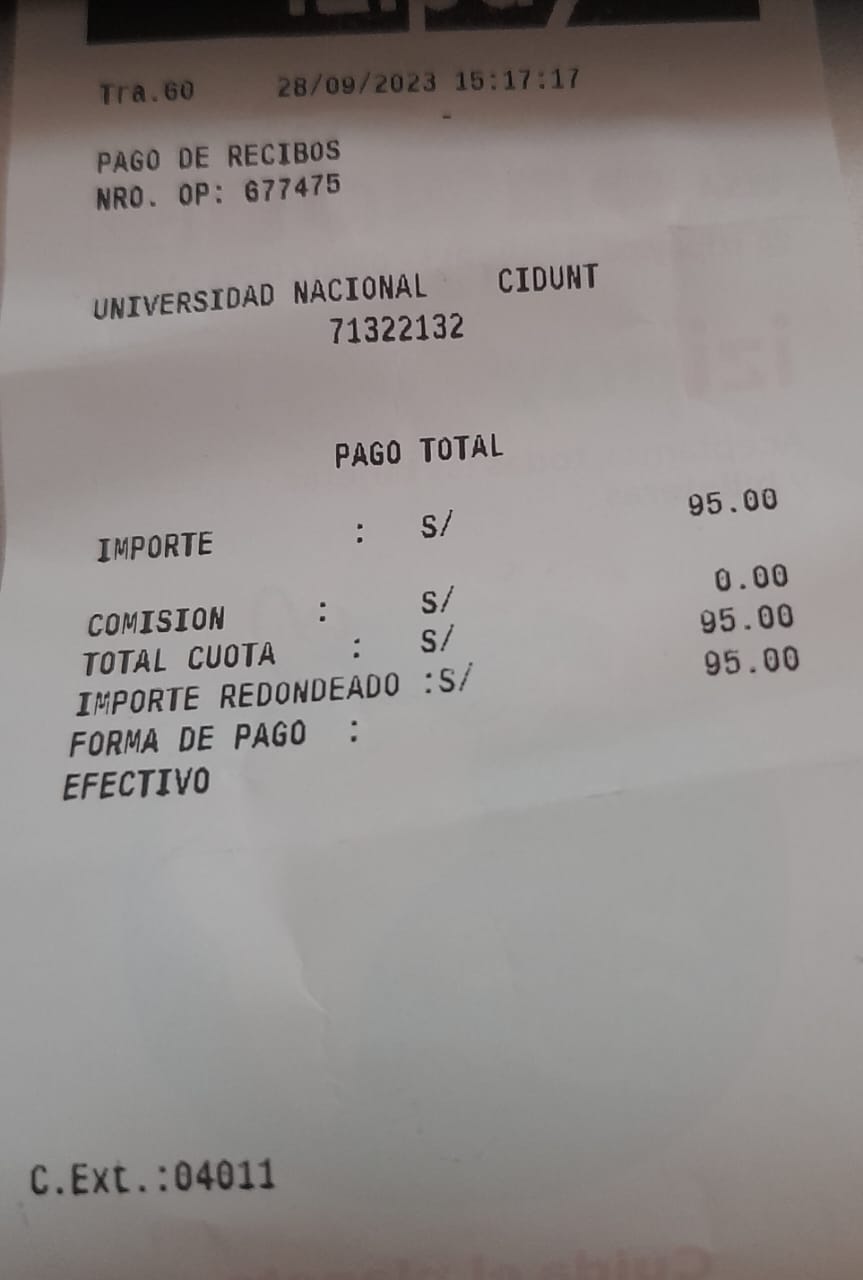 Tra.60 28/09/2023 15:17:17
PAGO DE RECIBOS
NRO. OP: 677475
UNIVERSIDAD NACIONAL CIDUNT
71322132
PAGO TOTAL
IMPORTE : S/ 95.00
COMISION : S/ 0.00
TOTAL CUOTA : S/ 95.00
IMPORTE REDONDEADO :S/ 95.00
FORMA DE PAGO :
EFECTIVO
C.Ext.:04011